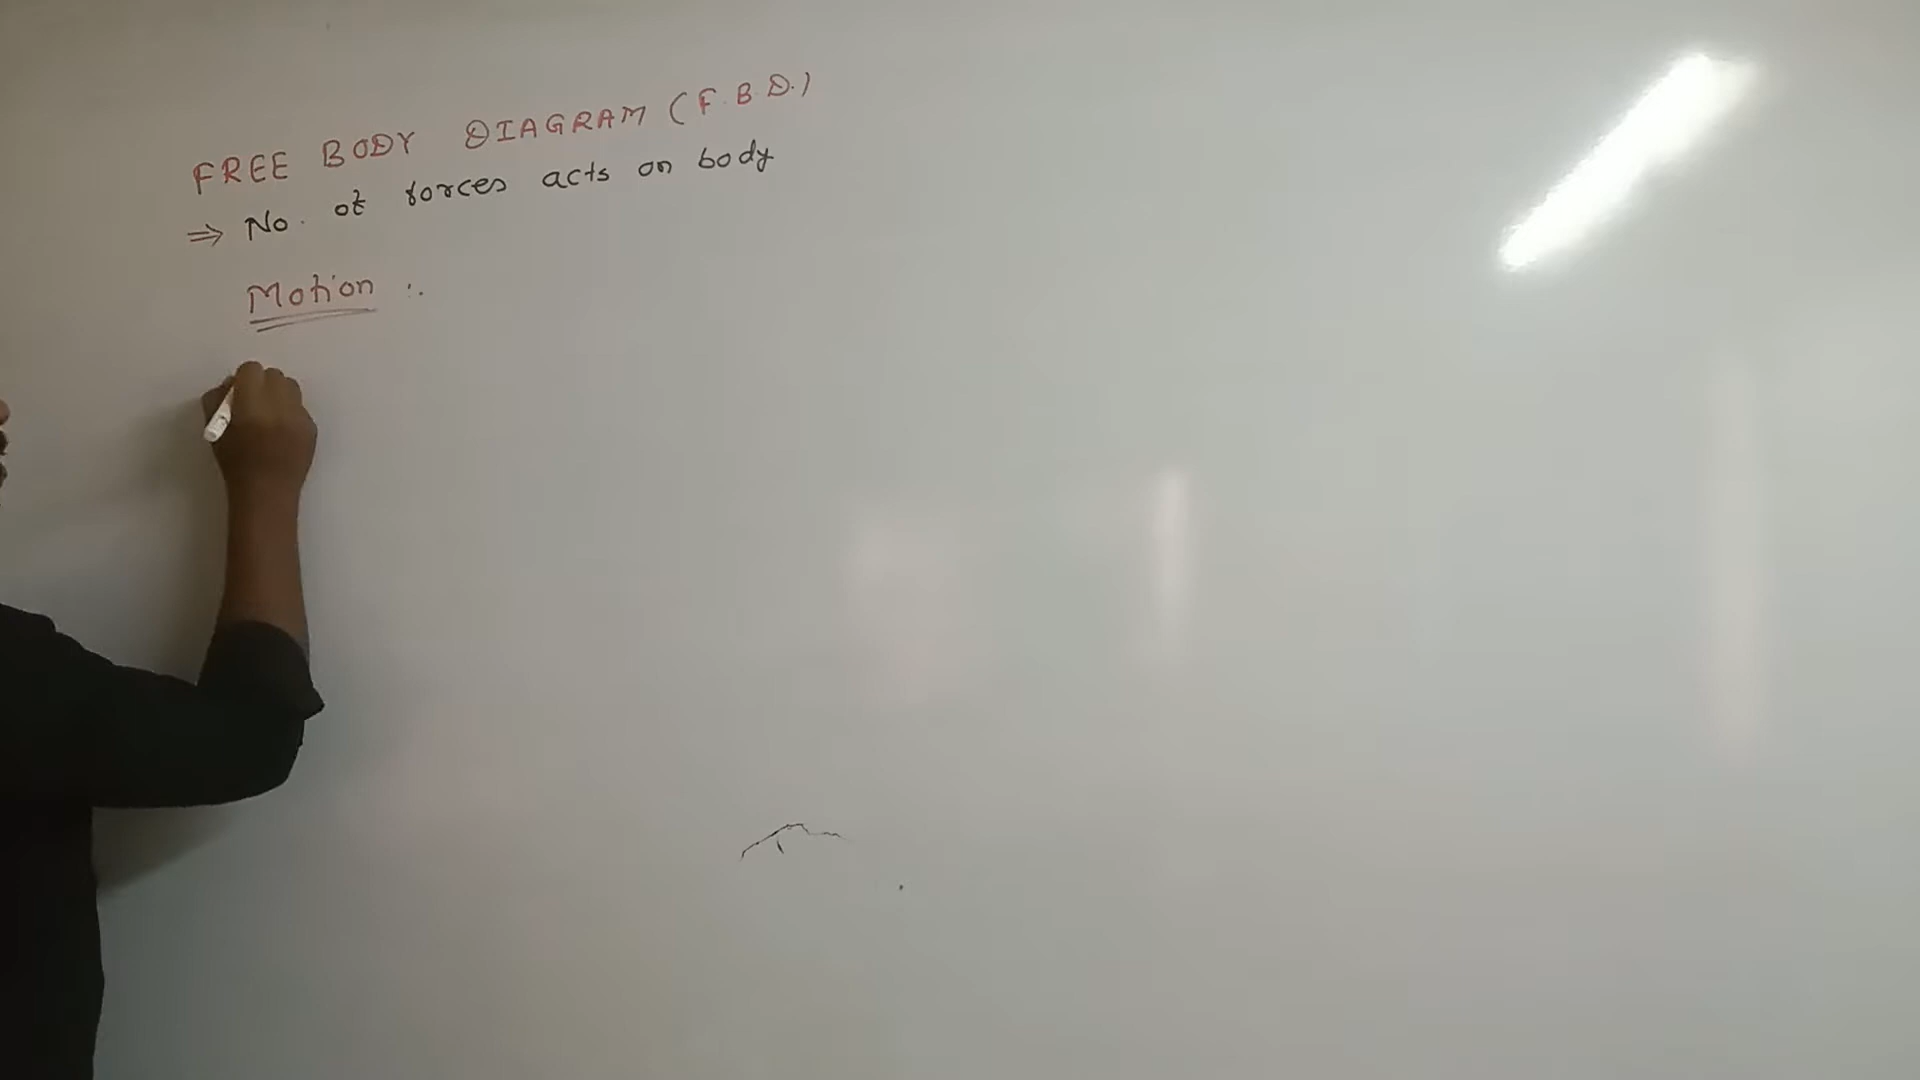 FREE BODY DIAGRAM (F.B.D.)
⇒ No. of forces acts on body
Motion :.